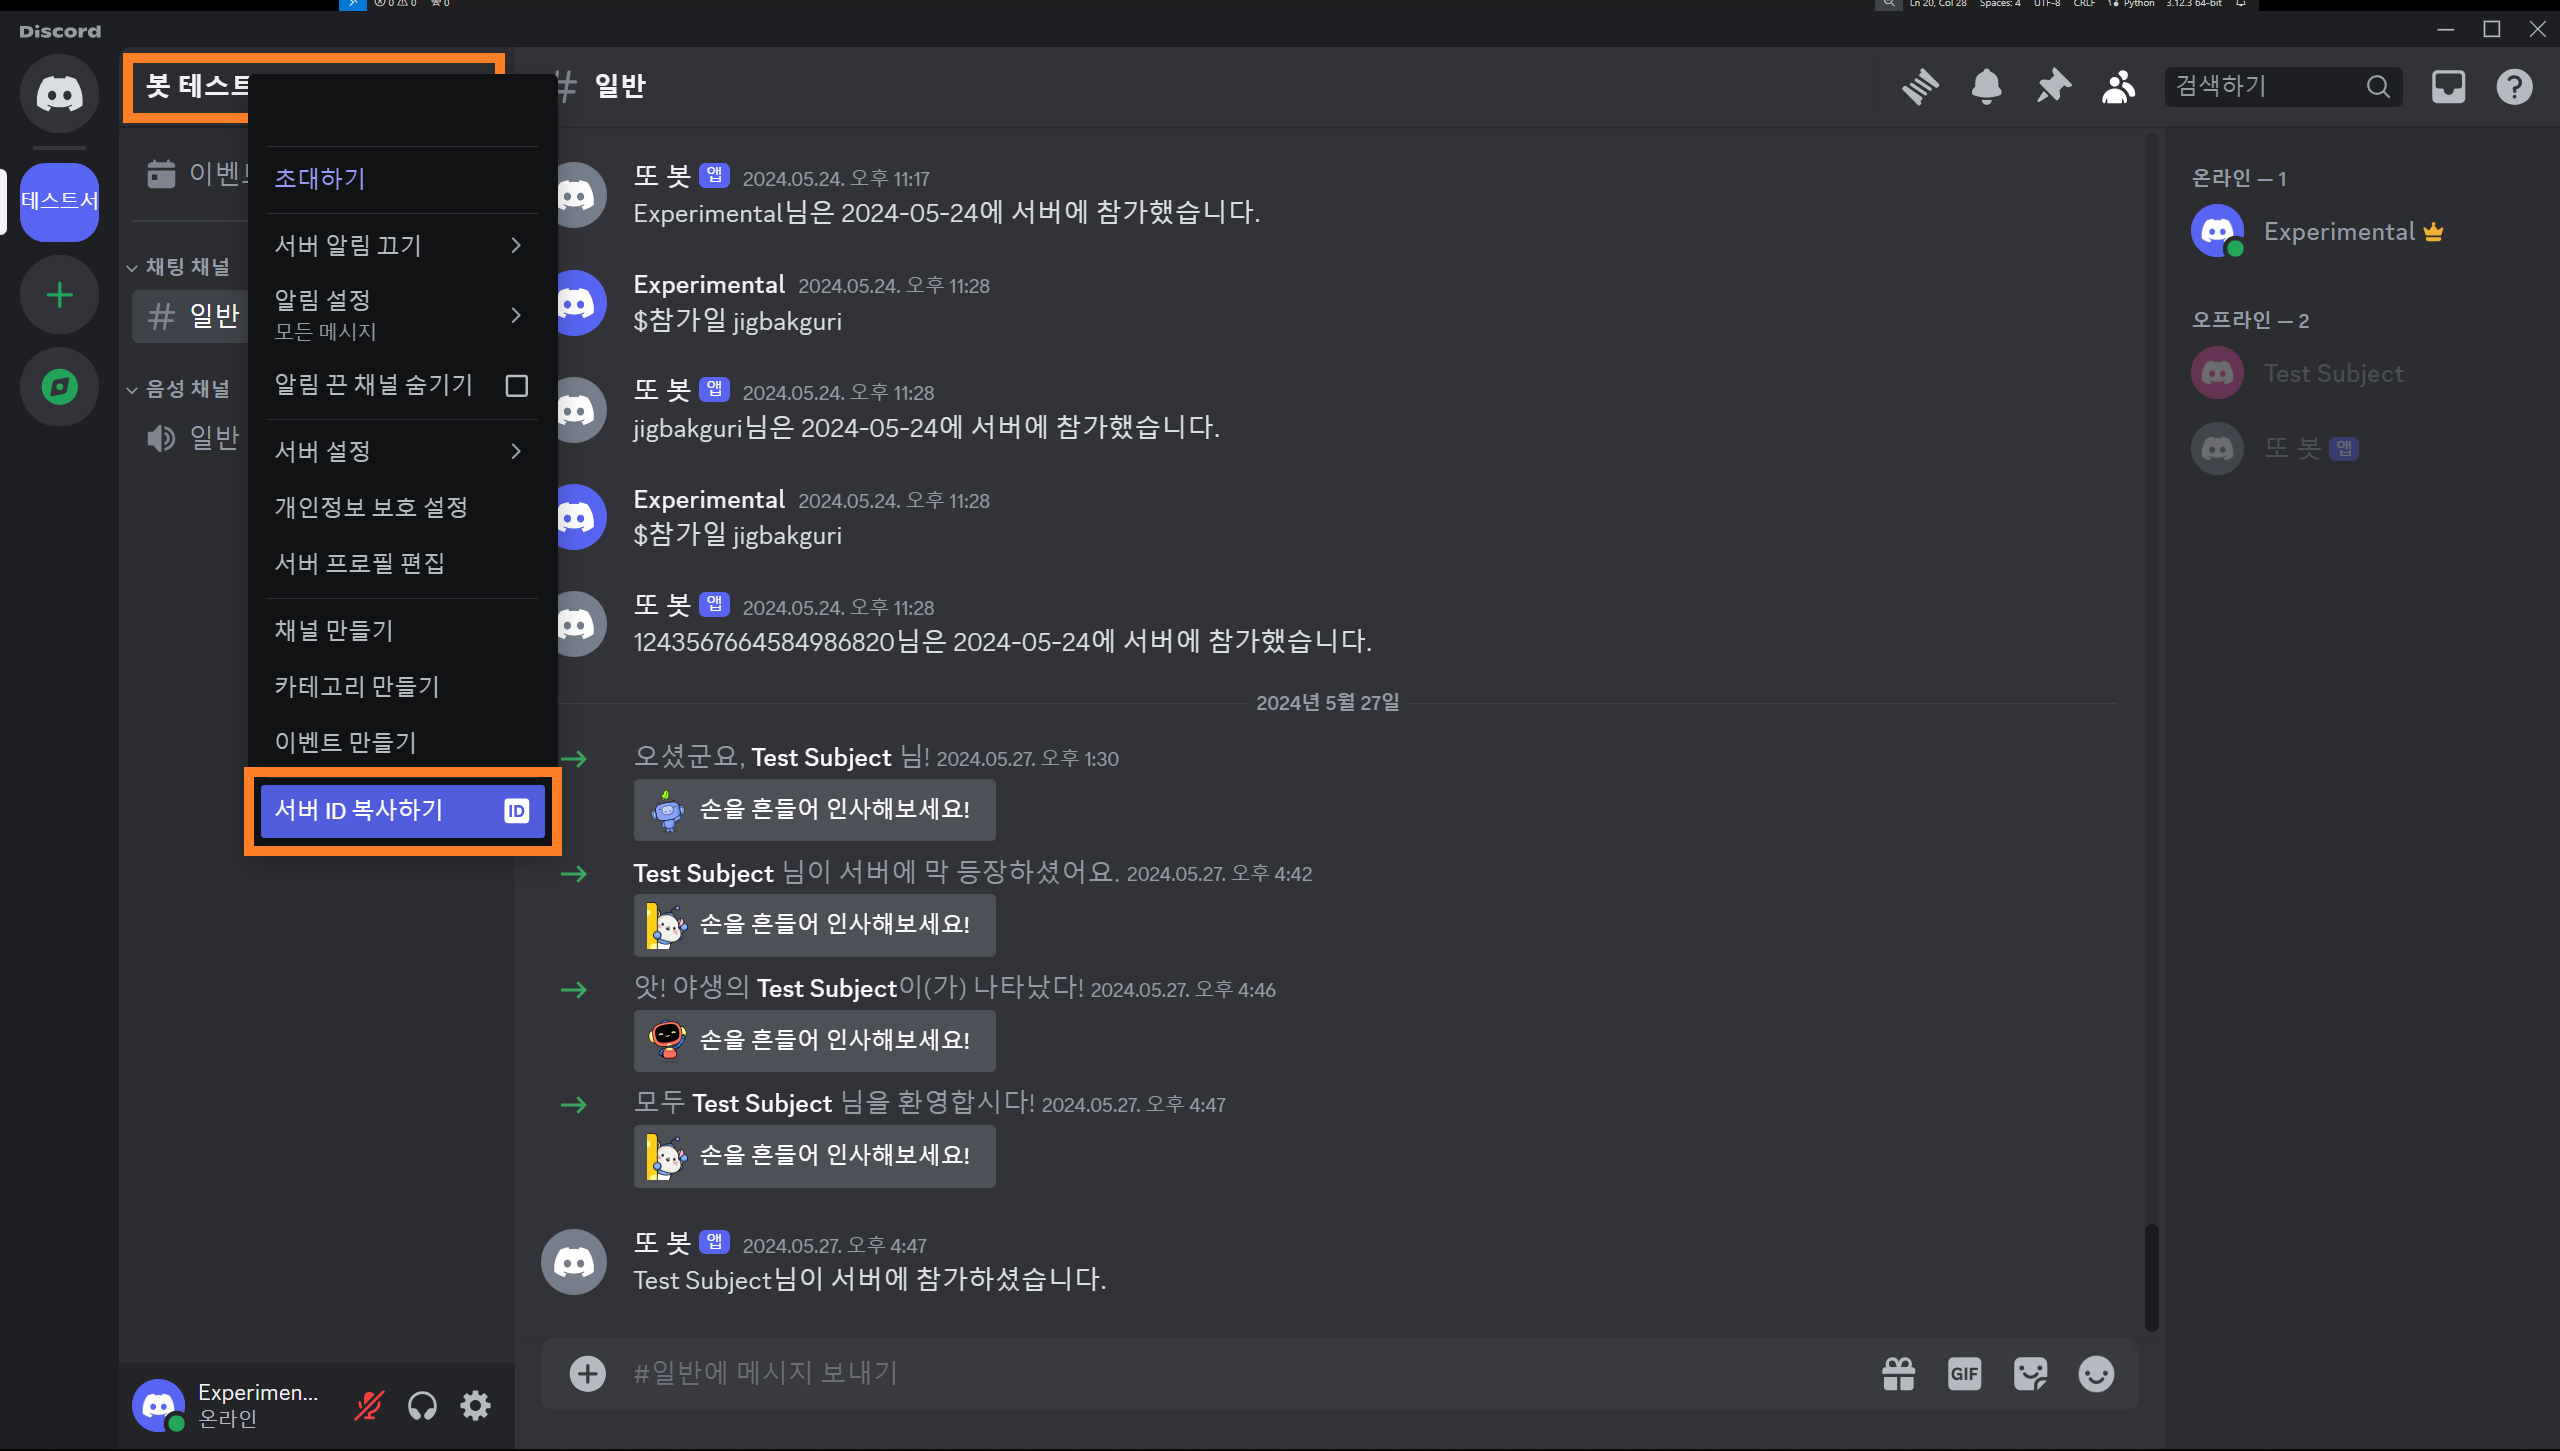 0 0 0
Ln 20, Col 28 Spaces: 4 UTF-8 CRLF Python 3.12.3 64-bit
Discord
봇 테스트
일반
검색하기
테스트서
이벤트
채팅 채널
일반
음성 채널
일반
초대하기
서버 알림 끄기
알림 설정
모든 메시지
알림 끈 채널 숨기기
서버 설정
개인정보 보호 설정
서버 프로필 편집
채널 만들기
카테고리 만들기
이벤트 만들기
서버 ID 복사하기 ID
또 봇 앱 2024.05.24. 오후 11:17
Experimental님은 2024-05-24에 서버에 참가했습니다.
Experimental 2024.05.24. 오후 11:28
$참가일 jigbakguri
또 봇 앱 2024.05.24. 오후 11:28
jigbakguri님은 2024-05-24에 서버에 참가했습니다.
Experimental 2024.05.24. 오후 11:28
$참가일 jigbakguri
또 봇 앱 2024.05.24. 오후 11:28
1243567664584986820님은 2024-05-24에 서버에 참가했습니다.
2024년 5월 27일
오셨군요, Test Subject 님! 2024.05.27. 오후 1:30
손을 흔들어 인사해보세요!
Test Subject 님이 서버에 막 등장하셨어요. 2024.05.27. 오후 4:42
손을 흔들어 인사해보세요!
앗! 야생의 Test Subject이(가) 나타났다! 2024.05.27. 오후 4:46
손을 흔들어 인사해보세요!
모두 Test Subject 님을 환영합시다! 2024.05.27. 오후 4:47
손을 흔들어 인사해보세요!
또 봇 앱 2024.05.27. 오후 4:47
Test Subject님이 서버에 참가하셨습니다.
#일반에 메시지 보내기
GIF
Experimen...
온라인
온라인 — 1
Experimental
오프라인 — 2
Test Subject
또 봇 앱